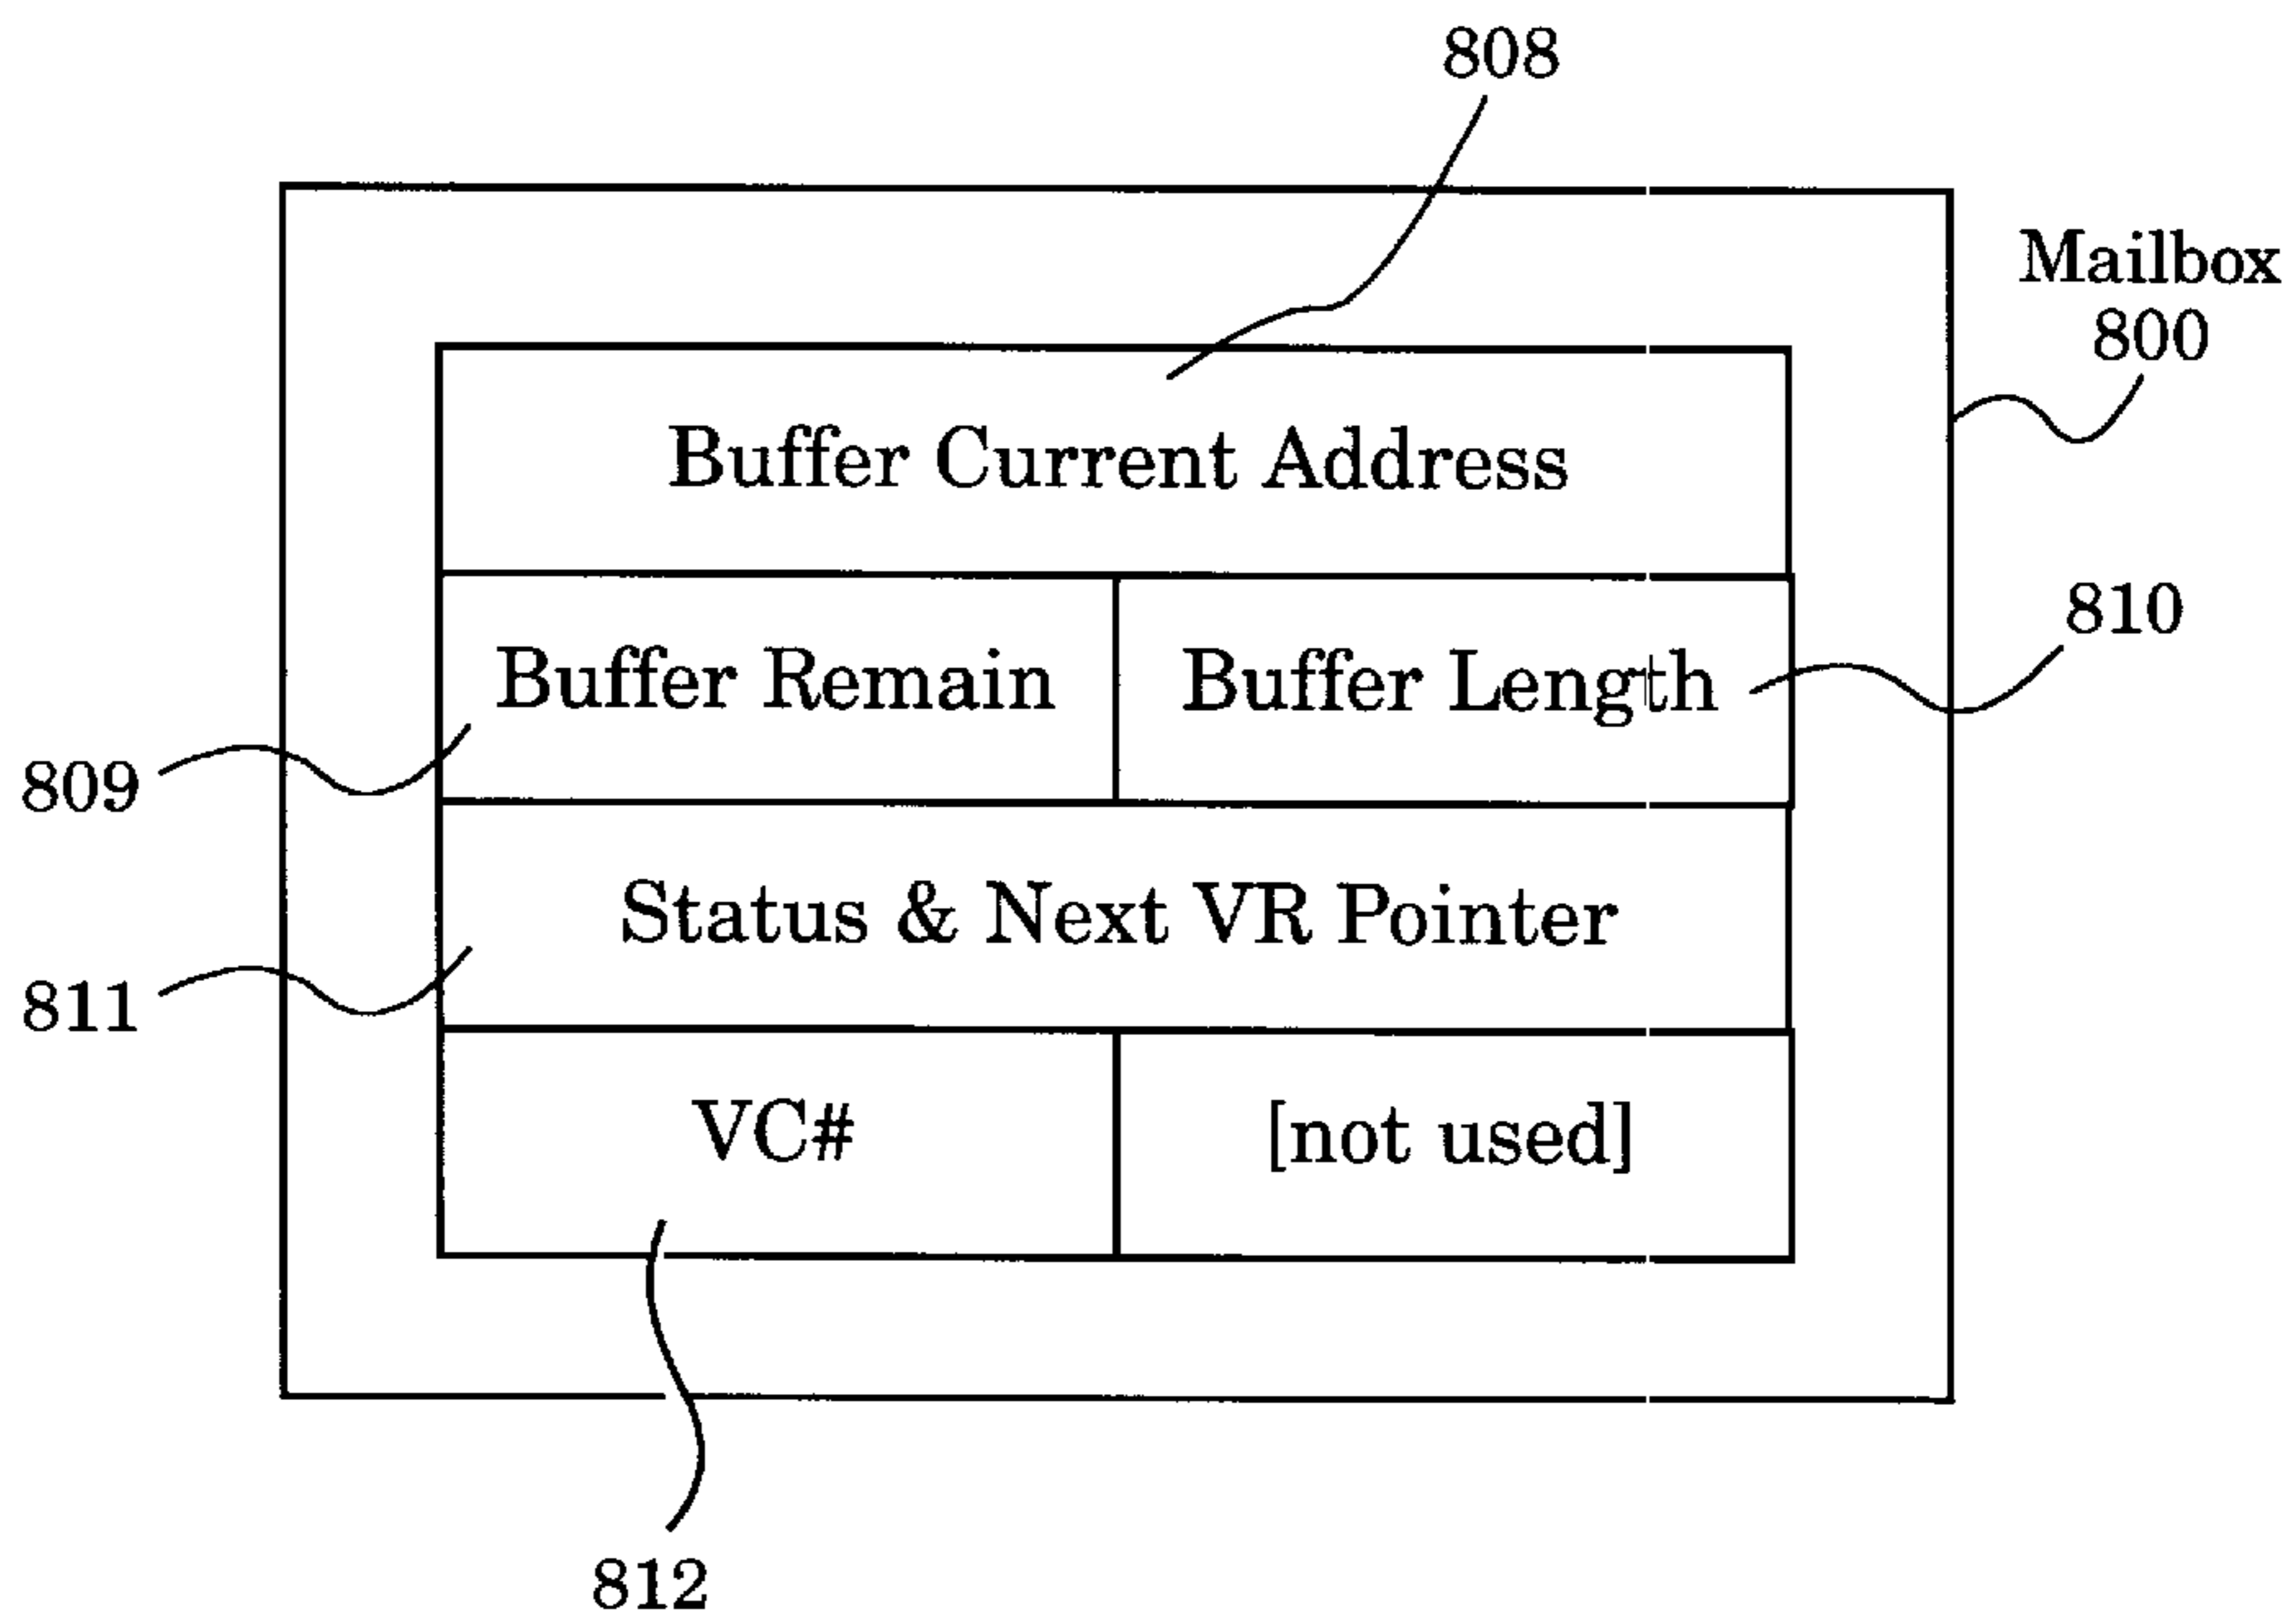 808
Mailbox
800
Buffer Current Address
810
Buffer Remain
Buffer Length
809
Status & Next VR Pointer
811
VC#
[not used]
812